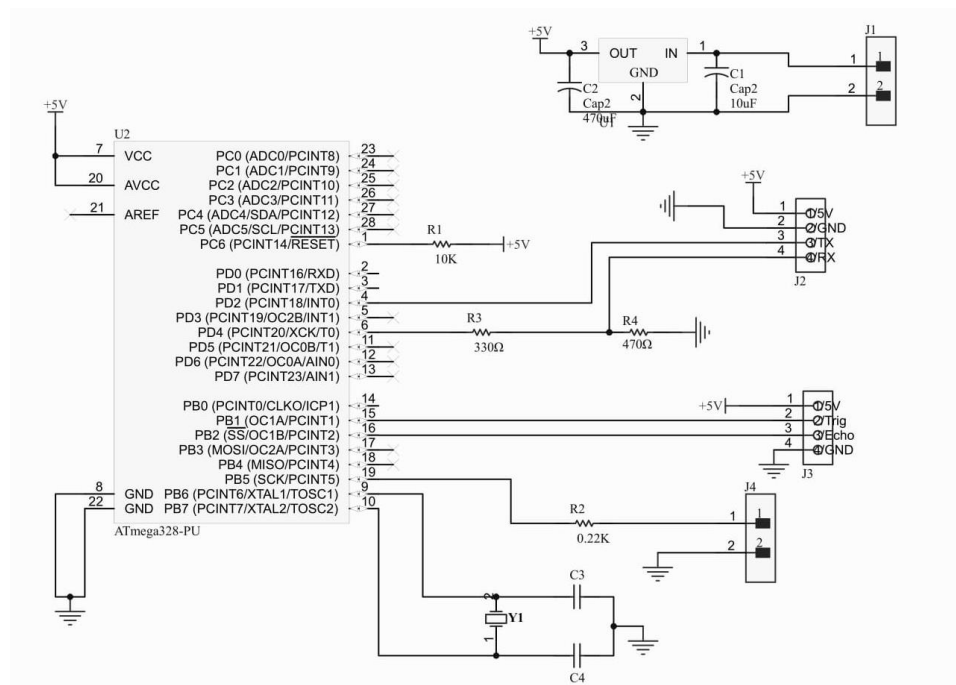 +5V
3
OUT
IN
1
GND
2
C2
Cap2
470uF
U1
C1
Cap2
10uF
J1
1
1
2
2
+5V
U2
7
VCC
20
AVCC
21
AREF
8
GND
22
GND
PC0 (ADC0/PCINT8)
23
PC1 (ADC1/PCINT9)
24
PC2 (ADC2/PCINT10)
25
PC3 (ADC3/PCINT11)
26
PC4 (ADC4/SDA/PCINT12)
27
PC5 (ADC5/SCL/PCINT13)
28
PC6 (PCINT14/RESET)
1
PD0 (PCINT16/RXD)
2
PD1 (PCINT17/TXD)
3
PD2 (PCINT18/INT0)
4
PD3 (PCINT19/OC2B/INT1)
5
PD4 (PCINT20/XCK/T0)
6
PD5 (PCINT21/OC0B/T1)
11
PD6 (PCINT22/OC0A/AIN0)
12
PD7 (PCINT23/AIN1)
13
PB0 (PCINT0/CLKO/ICP1)
14
PB1 (OC1A/PCINT1)
15
PB2 (SS/OC1B/PCINT2)
16
PB3 (MOSI/OC2A/PCINT3)
17
PB4 (MISO/PCINT4)
18
PB5 (SCK/PCINT5)
19
PB6 (PCINT6/XTAL1/TOSC1)
9
PB7 (PCINT7/XTAL2/TOSC2)
10
ATmega328-PU
R1
10K
+5V
R3
330Ω
R4
470Ω
+5V
1
1/5V
2
2/GND
3
3/TX
4
4/RX
J2
+5V
1
1/5V
2
2/Trig
3
3/Echo
4
4/GND
J3
J4
1
1
2
2
R2
0.22K
2
Y1
1
C3
C4